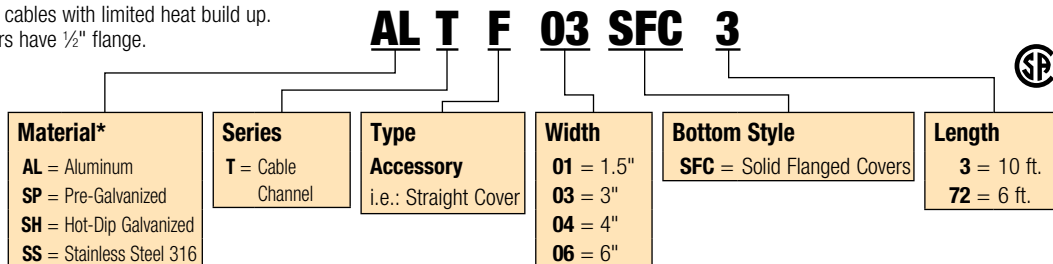 cables with limited heat build up.
rs have ½" flange.
AL T F 03 SFC 3
Material*
AL = Aluminum
SP = Pre-Galvanized
SH = Hot-Dip Galvanized
SS = Stainless Steel 316
Series
T = Cable
Channel
Type
Accessory
i.e.: Straight Cover
Width
01 = 1.5"
03 = 3"
04 = 4"
06 = 6"
Bottom Style
SFC = Solid Flanged Covers
Length
3 = 10 ft.
72 = 6 ft.